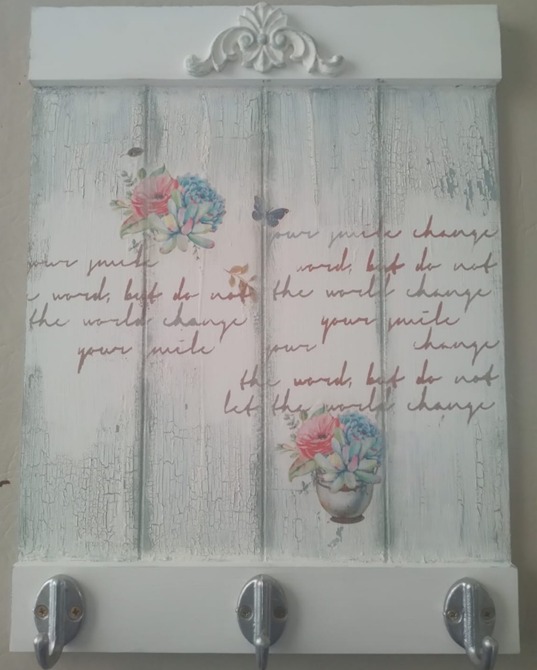 your smile change
your smile word, but do not
word, but do not the world change
the world change your smile
your smile your change
the word, but do not
let the world change